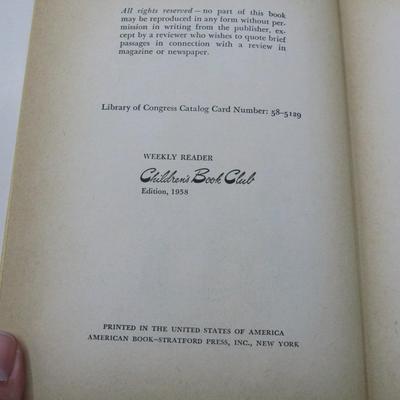 All rights reserved — no part of this book
may be reproduced in any form without per-
mission in writing from the publisher, ex-
cept by a reviewer who wishes to quote brief
passages in connection with a review in
magazine or newspaper.
Library of Congress Catalog Card Number: 58–5129
WEEKLY READER
Children's Book Club
Edition, 1958
PRINTED IN THE UNITED STATES OF AMERICA
AMERICAN BOOK–STRATFORD PRESS, INC., NEW YORK